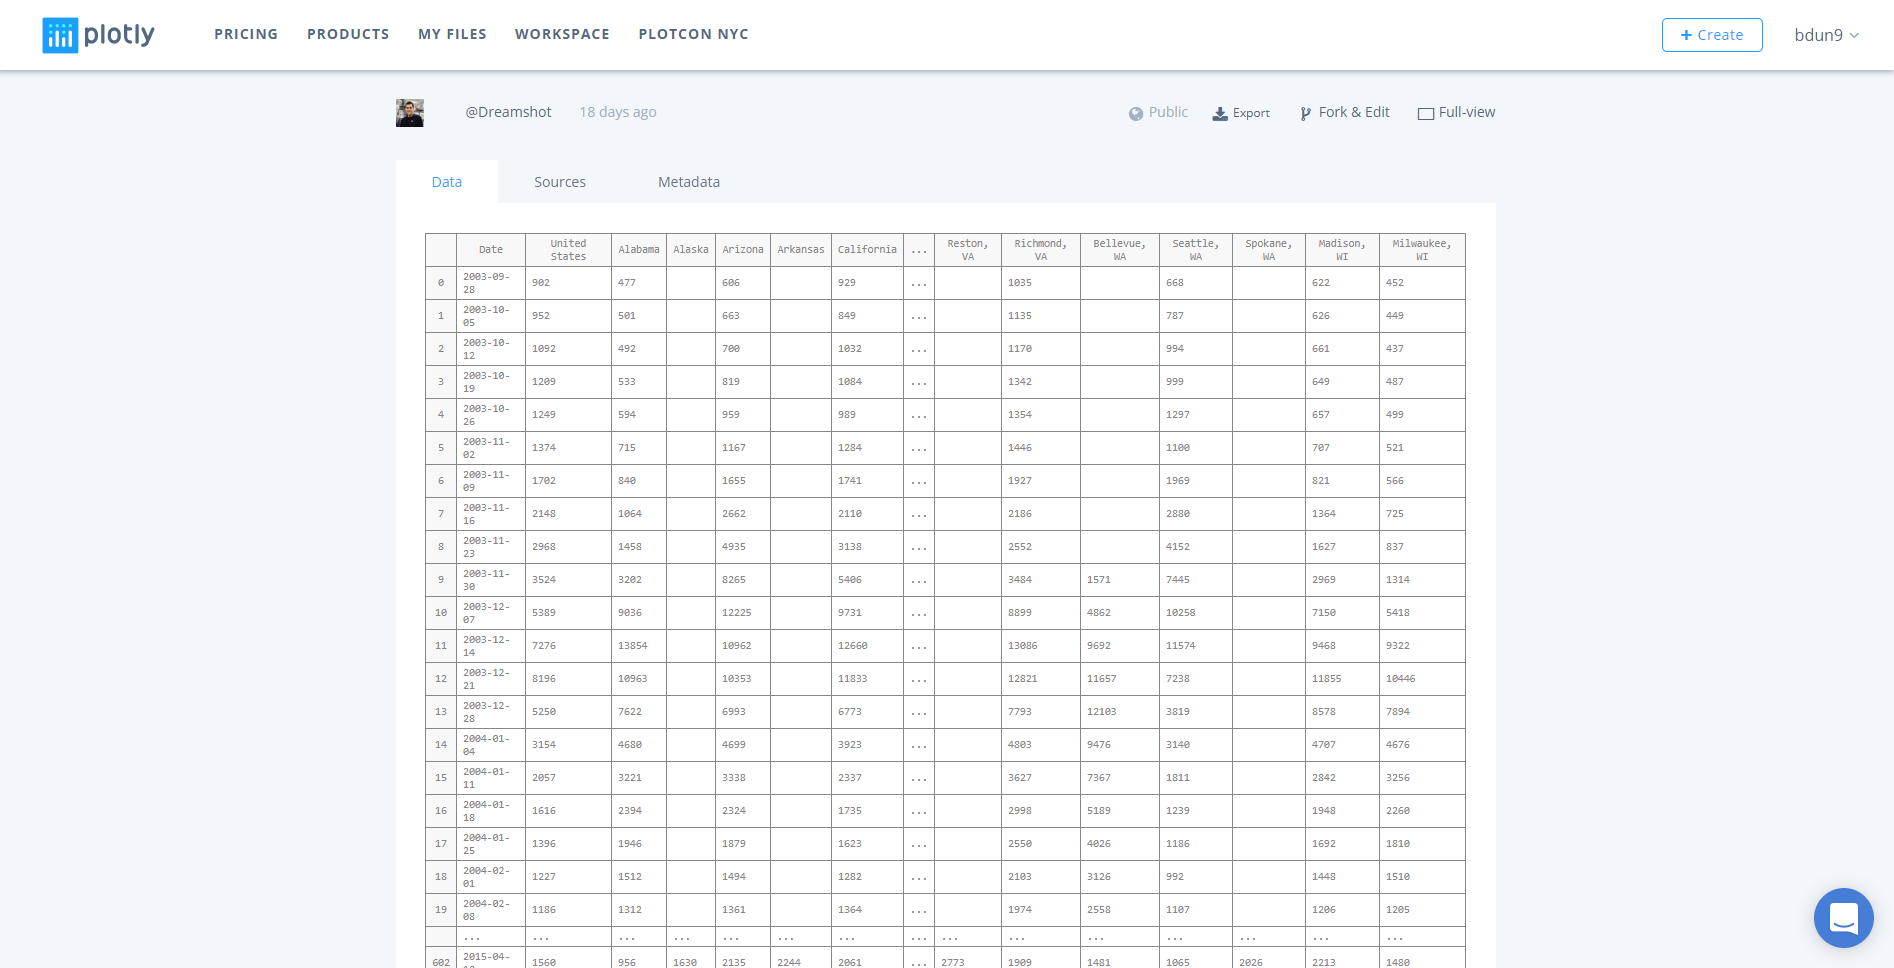 plotly PRICING PRODUCTS MY FILES WORKSPACE PLOTCON NYC + Create bdun9
@Dreamshot 18 days ago Public Export Fork & Edit Full-view
Data Sources Metadata
Date United States Alabama Alaska Arizona Arkansas California ... Reston, VA Richmond, VA Bellevue, WA Seattle, WA Spokane, WA Madison, WI Milwaukee, WI
0 2003-09-28 902 477 606 929 ... 1035 668 622 452
1 2003-10-05 952 501 663 849 ... 1135 787 626 449
2 2003-10-12 1092 492 700 1032 ... 1170 994 661 437
3 2003-10-19 1209 533 819 1084 ... 1342 999 649 487
4 2003-10-26 1249 594 959 989 ... 1354 1297 657 499
5 2003-11-02 1374 715 1167 1284 ... 1446 1100 707 521
6 2003-11-09 1702 840 1655 1741 ... 1927 1969 821 566
7 2003-11-16 2148 1064 2662 2110 ... 2186 2880 1364 725
8 2003-11-23 2968 1458 4935 3138 ... 2552 4152 1627 837
9 2003-11-30 3524 3202 8265 5406 ... 3484 1571 7445 2969 1314
10 2003-12-07 5389 9036 12225 9731 ... 8899 4862 10258 7150 5418
11 2003-12-14 7276 13854 10962 12660 ... 13086 9692 11574 9468 9322
12 2003-12-21 8196 10963 10353 11833 ... 12821 11657 7238 11855 10446
13 2003-12-28 5250 7622 6993 6773 ... 7793 12103 3819 8578 7894
14 2004-01-04 3154 4680 4699 3923 ... 4803 9476 3140 4707 4676
15 2004-01-11 2057 3221 3338 2337 ... 3627 7367 1811 2842 3256
16 2004-01-18 1616 2394 2324 1735 ... 2998 5189 1239 1948 2260
17 2004-01-25 1396 1946 1879 1623 ... 2550 4026 1186 1692 1810
18 2004-02-01 1227 1512 1494 1282 ... 2103 3126 992 1448 1510
19 2004-02-08 1186 1312 1361 1364 ... 1974 2558 1107 1206 1205
... ... ... ... ... ... ... ... ... ... ... ... ... ... ...
602 2015-04- 1560 956 1630 2135 2244 2061 ... 2773 1909 1481 1065 2026 2213 1480